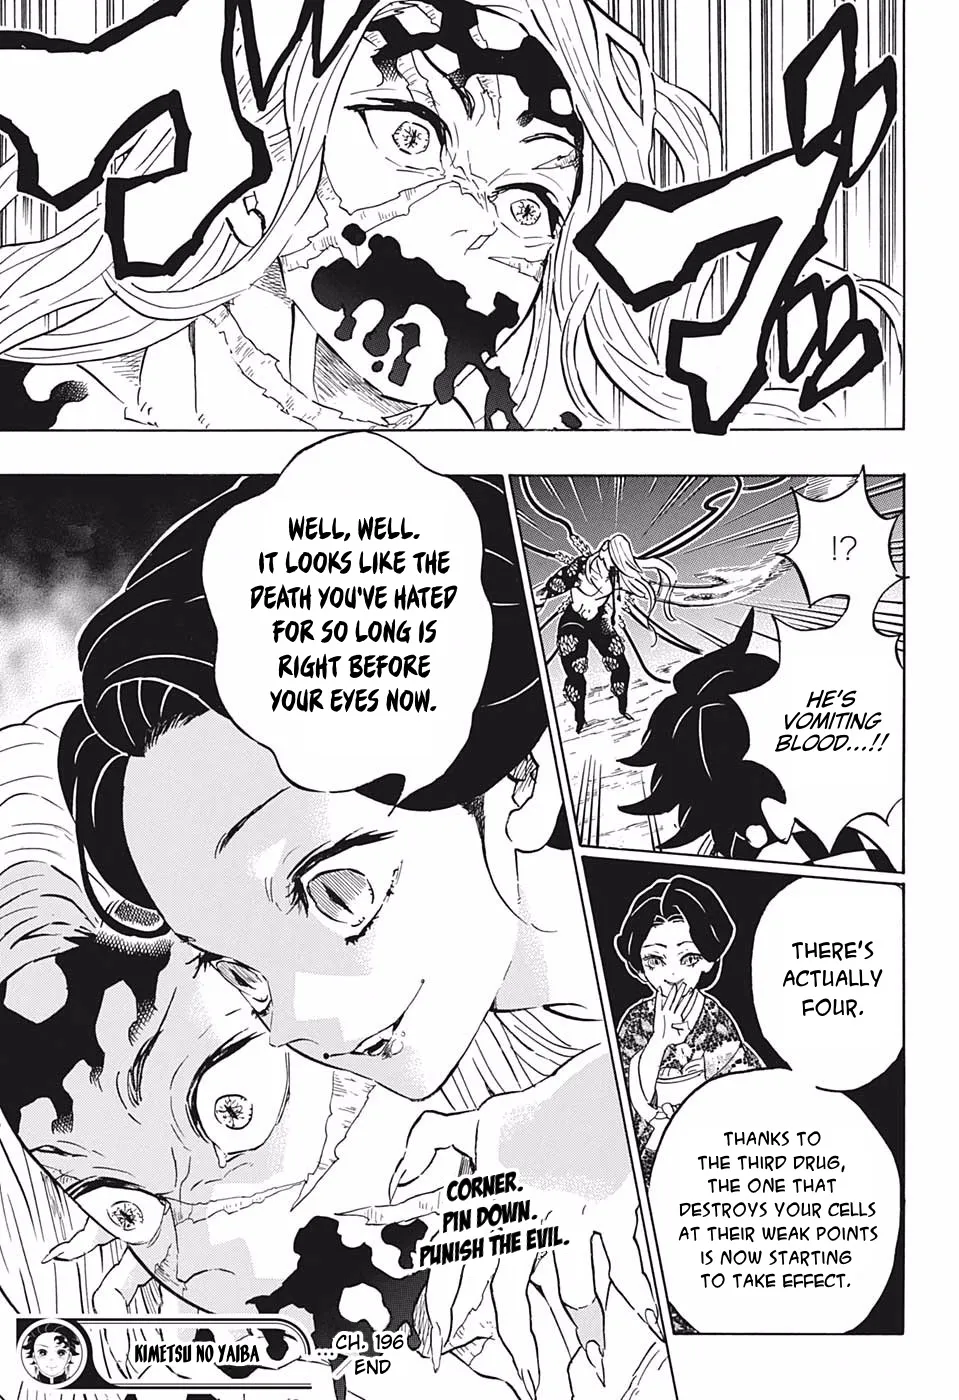 ゴプッ
!?
HE'S
VOMITING
BLOOD...!!
THERE'S
ACTUALLY
FOUR.
THANKS TO
THE THIRD DRUG,
THE ONE THAT
DESTROYS YOUR CELLS
AT THEIR WEAK POINTS
IS NOW STARTING
TO TAKE EFFECT.
WELL, WELL.
IT LOOKS LIKE THE
DEATH YOU'VE HATED
FOR SO LONG IS
RIGHT BEFORE
YOUR EYES NOW.
CORNER.
PIN DOWN.
PUNISH THE EVIL.
KIMETSU NO YAIBA
...CH. 196
END